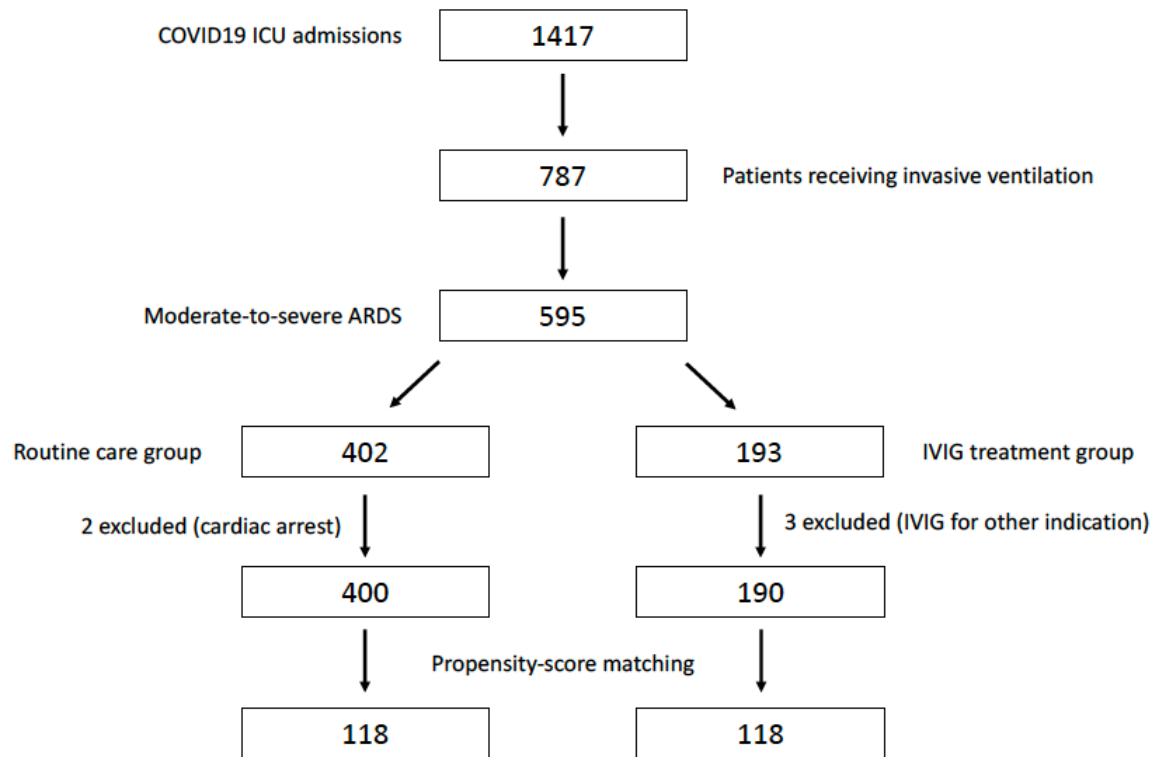 COVID19 ICU admissions
1417
787
Patients receiving invasive ventilation
Moderate-to-severe ARDS
595
Routine care group
402
193
IVIG treatment group
2 excluded (cardiac arrest)
3 excluded (IVIG for other indication)
400
190
Propensity-score matching
118
118